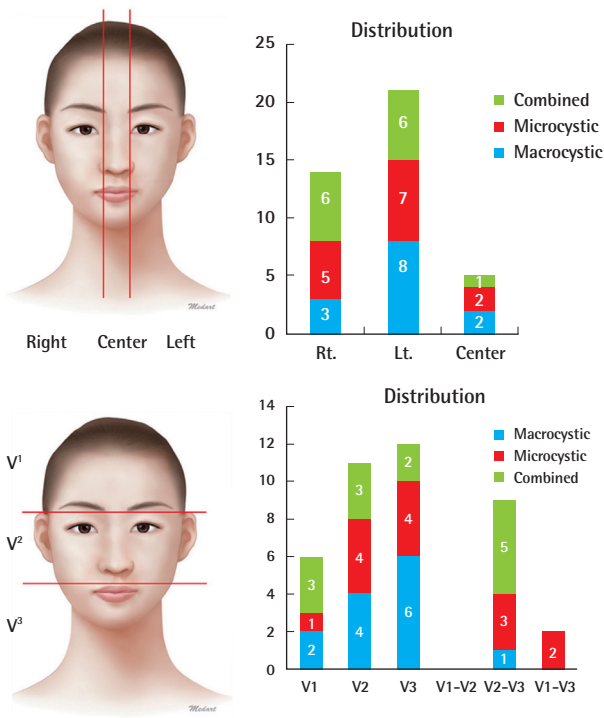 Distribution
25
20
15
10
5
0
Combined
Microcystic
Macrocystic
6
5
3
6
7
8
1
2
2
Rt.
Lt.
Center
Medart
Right
Center
Left
Distribution
14
12
10
8
6
4
2
0
Macrocystic
Microcystic
Combined
3
1
2
3
4
4
2
4
6
5
3
1
2
V1
V2
V3
V1-V2
V2-V3
V1-V3
V¹
V²
V³
Medart